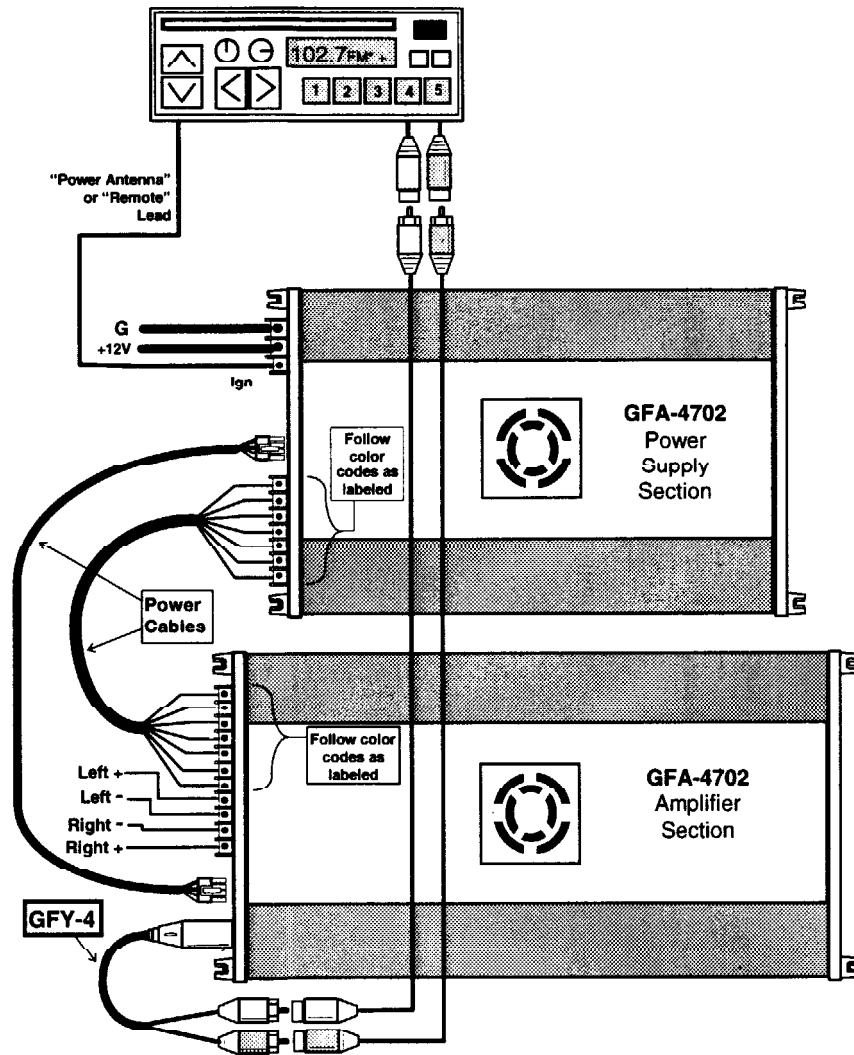 102.7FM* +
1 2 3 4 5
"Power Antenna"
or "Remote"
Lead
G
+12V
Ign
Follow
color
codes as
labeled
GFA-4702
Power
Supply
Section
Power
Cables
Follow color
codes as
labeled
Left +
Left -
Right -
Right +
GFA-4702
Amplifier
Section
GFY-4